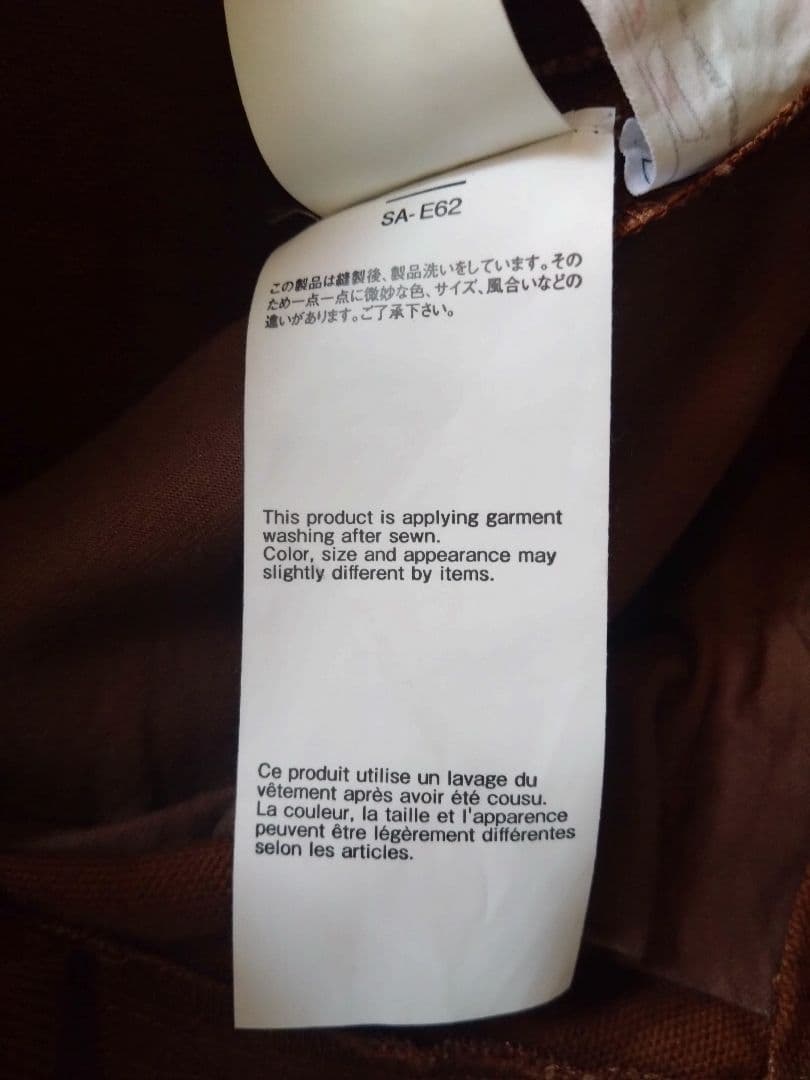 SA-E62
この製品は縫製後、製品洗いをしています。その
ため一点一点に微妙な色、サイズ、風合いなどの
違いがあります。ご了承下さい。
This product is applying garment
washing after sewn.
Color, size and appearance may
slightly different by items.
Ce produit utilise un lavage du
vêtement après avoir été cousu.
La couleur, la taille et l'apparence
peuvent être légèrement différentes
selon les articles.